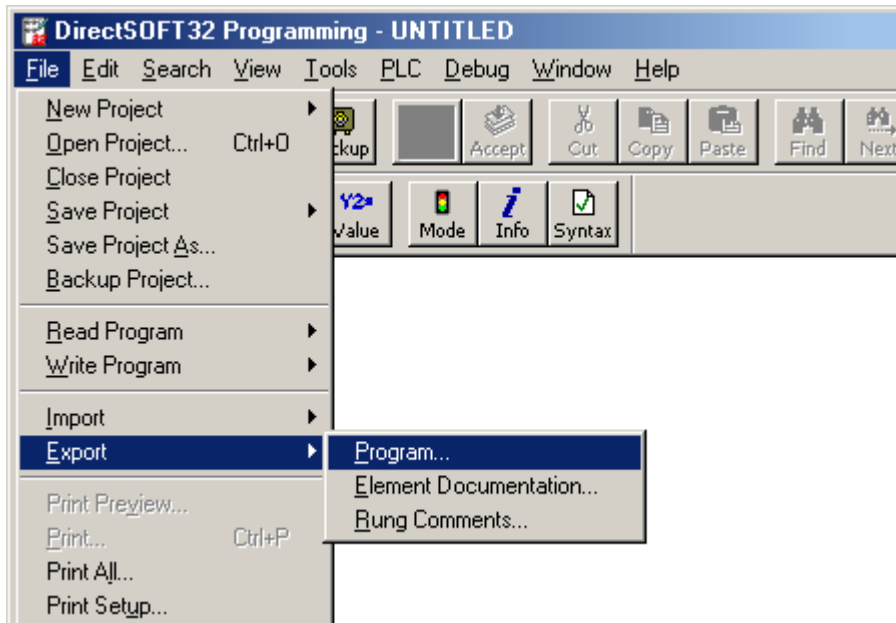 DirectSOFT32 Programming - UNTITLED
File Edit Search View Tools PLC Debug Window Help
New Project
Open Project... Ctrl+O
Close Project
Save Project
Save Project As...
Backup Project...
Read Program
Write Program
Import
Export
Print Preview...
Print... Ctrl+P
Print All...
Print Setup...
Program...
Element Documentation...
Rung Comments...
ckup Accept Cut Copy Paste Find Next
Y2=
Value Mode Info Syntax